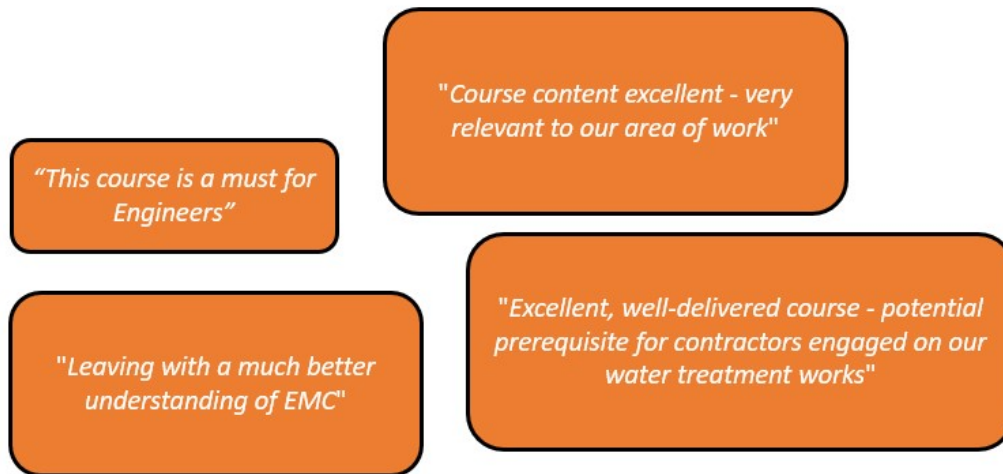 "Course content excellent - very
relevant to our area of work"
“This course is a must for
Engineers”
"Excellent, well-delivered course - potential
prerequisite for contractors engaged on our
water treatment works"
"Leaving with a much better
understanding of EMC"